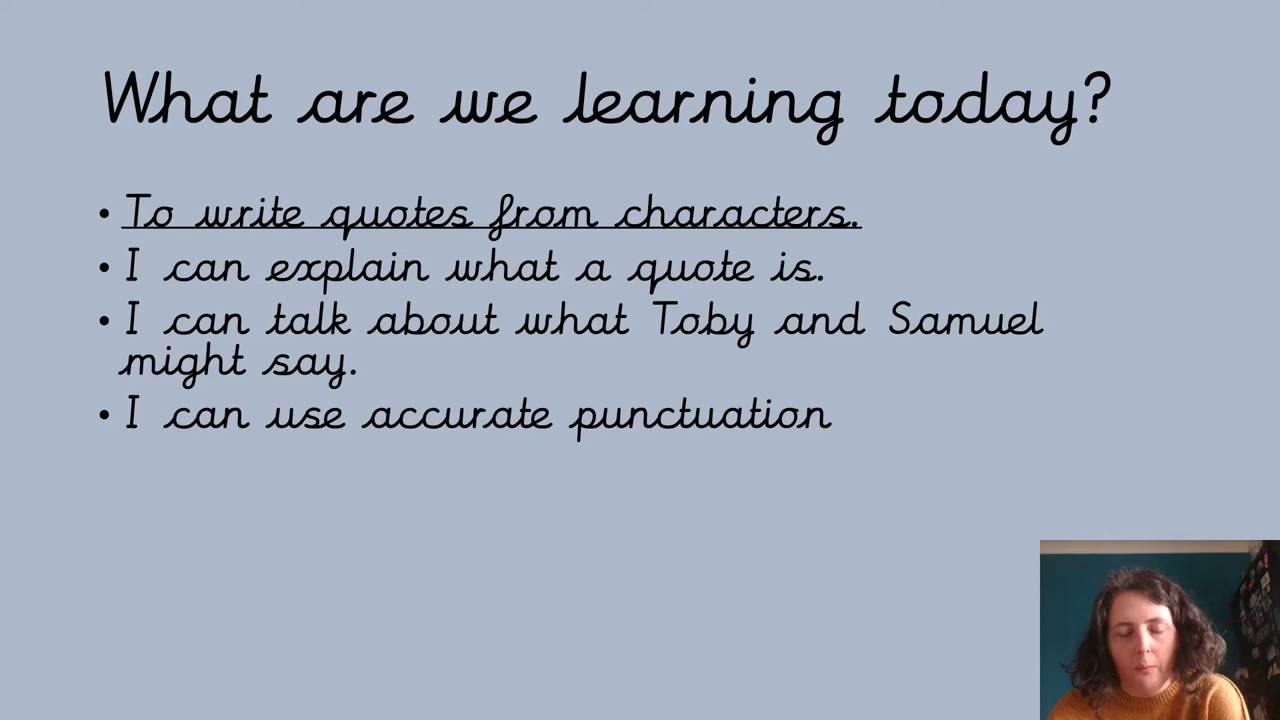 What are we learning today?
• To write quotes from characters.
• I can explain what a quote is.
• I can talk about what Toby and Samuel
might say.
• I can use accurate punctuation